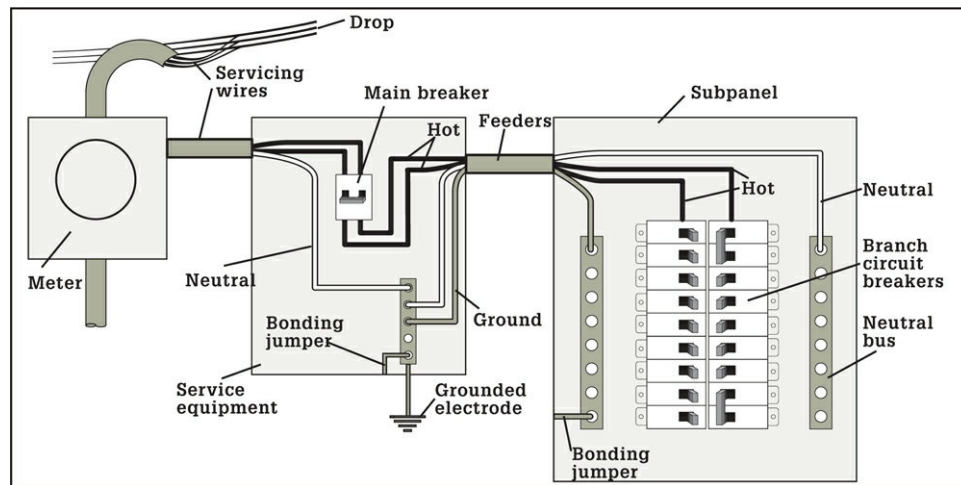 Drop
Servicing
wires
Main breaker
Subpanel
Hot
Feeders
Hot
Neutral
Meter
Neutral
Branch
circuit
breakers
Ground
Bonding
jumper
Neutral
bus
Service
equipment
Grounded
electrode
Bonding
jumper